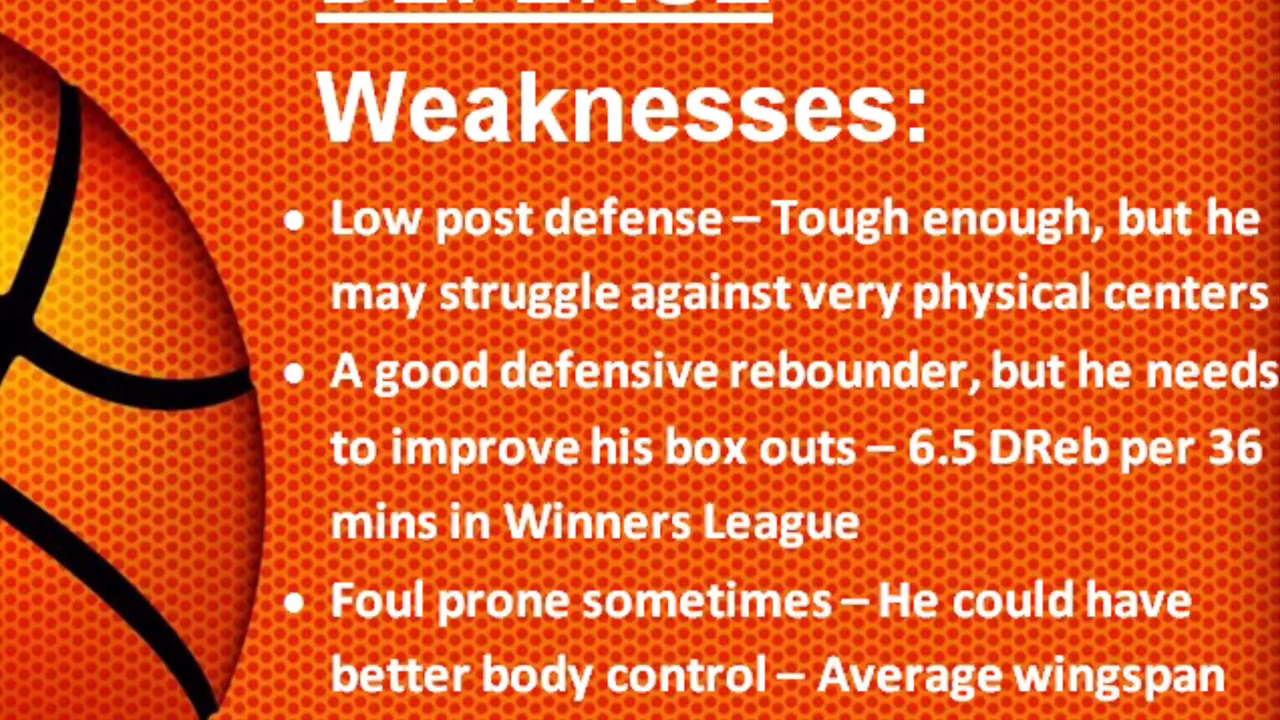 DEFENSE
Weaknesses:
• Low post defense – Tough enough, but he
may struggle against very physical centers
• A good defensive rebounder, but he needs
to improve his box outs – 6.5 DReb per 36
mins in Winners League
• Foul prone sometimes – He could have
better body control – Average wingspan